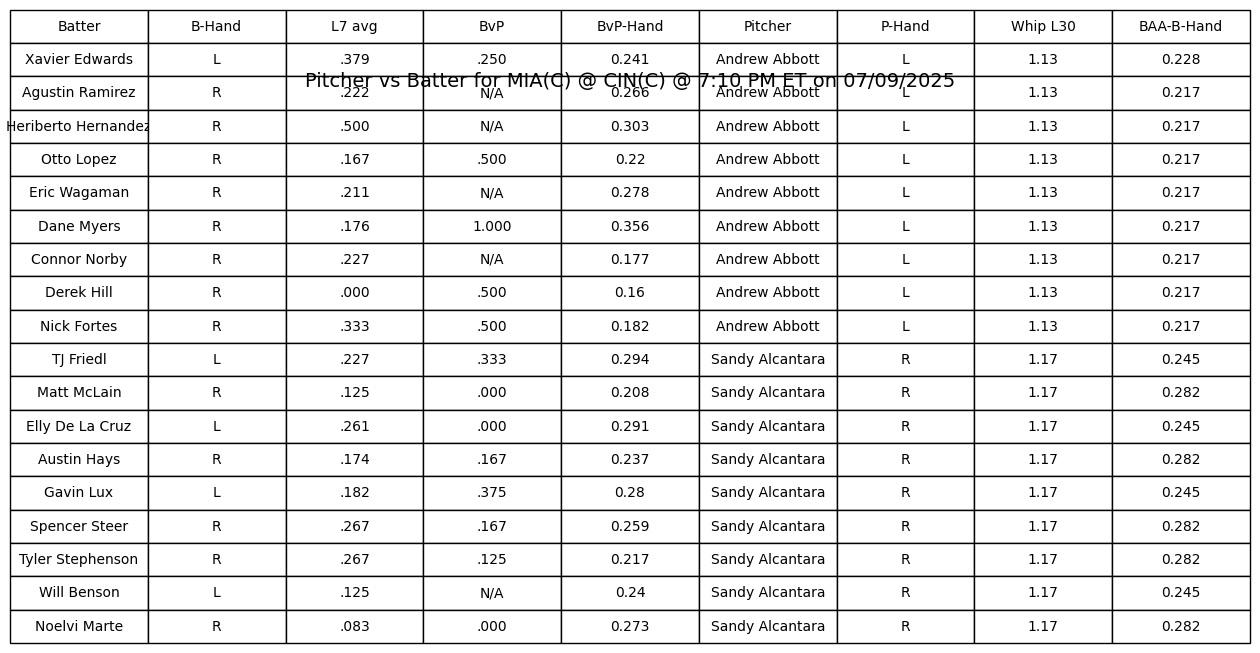 Batter B-Hand L7 avg BvP BvP-Hand Pitcher P-Hand Whip L30 BAA-B-Hand
Xavier Edwards L .379 .250 0.241 Andrew Abbott L 1.13 0.228
Pitcher vs Batter for MIA(C) @ CIN(C) @ 7:10 PM ET on 07/09/2025
Agustin Ramirez R .222 N/A 0.266 Andrew Abbott L 1.13 0.217
Heriberto Hernandez R .500 N/A 0.303 Andrew Abbott L 1.13 0.217
Otto Lopez R .167 .500 0.22 Andrew Abbott L 1.13 0.217
Eric Wagaman R .211 N/A 0.278 Andrew Abbott L 1.13 0.217
Dane Myers R .176 1.000 0.356 Andrew Abbott L 1.13 0.217
Connor Norby R .227 N/A 0.177 Andrew Abbott L 1.13 0.217
Derek Hill R .000 .500 0.16 Andrew Abbott L 1.13 0.217
Nick Fortes R .333 .500 0.182 Andrew Abbott L 1.13 0.217
TJ Friedl L .227 .333 0.294 Sandy Alcantara R 1.17 0.245
Matt McLain R .125 .000 0.208 Sandy Alcantara R 1.17 0.282
Elly De La Cruz L .261 .000 0.291 Sandy Alcantara R 1.17 0.245
Austin Hays R .174 .167 0.237 Sandy Alcantara R 1.17 0.282
Gavin Lux L .182 .375 0.28 Sandy Alcantara R 1.17 0.245
Spencer Steer R .267 .167 0.259 Sandy Alcantara R 1.17 0.282
Tyler Stephenson R .267 .125 0.217 Sandy Alcantara R 1.17 0.282
Will Benson L .125 N/A 0.24 Sandy Alcantara R 1.17 0.245
Noelvi Marte R .083 .000 0.273 Sandy Alcantara R 1.17 0.282